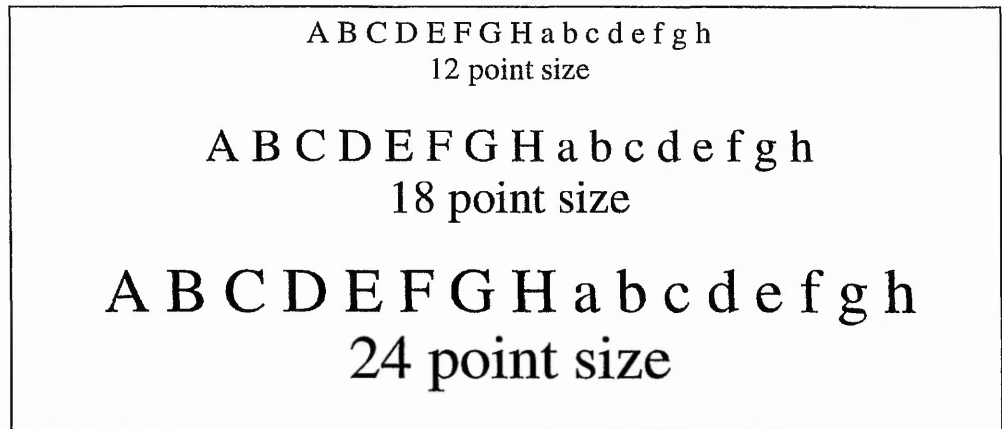 A B C D E F G H a b c d e f g h
12 point size
A B C D E F G H a b c d e f g h
18 point size
A B C D E F G H a b c d e f g h
24 point size